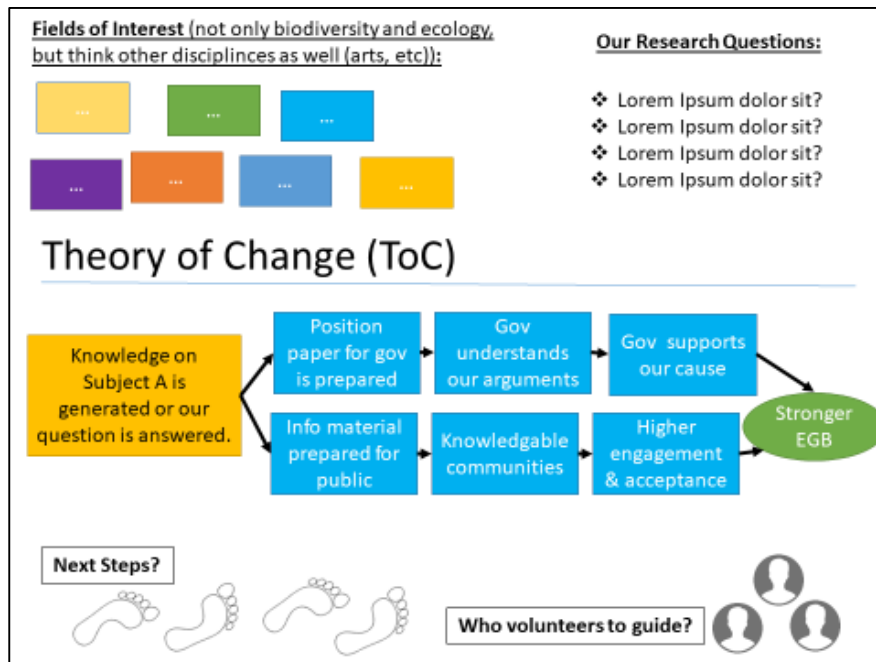 Fields of Interest (not only biodiversity and ecology,
but think other disciplinces as well (arts, etc)):
Our Research Questions:
...
...
...
...
...
...
...
❖ Lorem Ipsum dolor sit?
❖ Lorem Ipsum dolor sit?
❖ Lorem Ipsum dolor sit?
❖ Lorem Ipsum dolor sit?
Theory of Change (ToC)
Knowledge on
Subject A is
generated or our
question is answered.
Position
paper for gov
is prepared
Gov
understands
our arguments
Gov supports
our cause
Info material
prepared for
public
Knowledgable
communities
Higher
engagement
& acceptance
Stronger
EGB
Next Steps?
Who volunteers to guide?